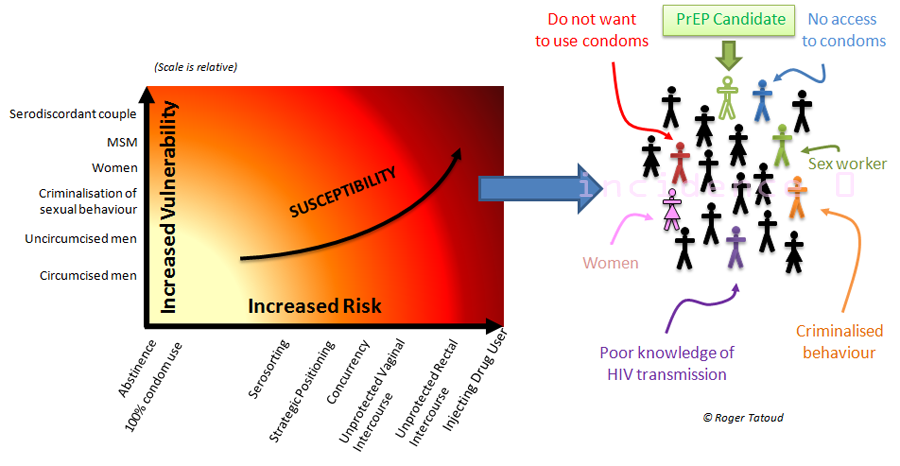 Do not want
to use condoms
PrEP Candidate
No access
to condoms
(Scale is relative)
Increased Vulnerability
Serodiscordant couple
MSM
Women
Criminalisation of
sexual behaviour
Uncircumcised men
Circumcised men
SUSCEPTIBILITY
Increased Risk
Abstinence
100% condom use
Serosorting
Strategic Positioning
Concurrency
Unprotected Vaginal
Intercourse
Unprotected Rectal
Intercourse
Injecting Drug User
Sex worker
incidence 0
Women
Criminalised
behaviour
Poor knowledge of
HIV transmission
© Roger Tatoud